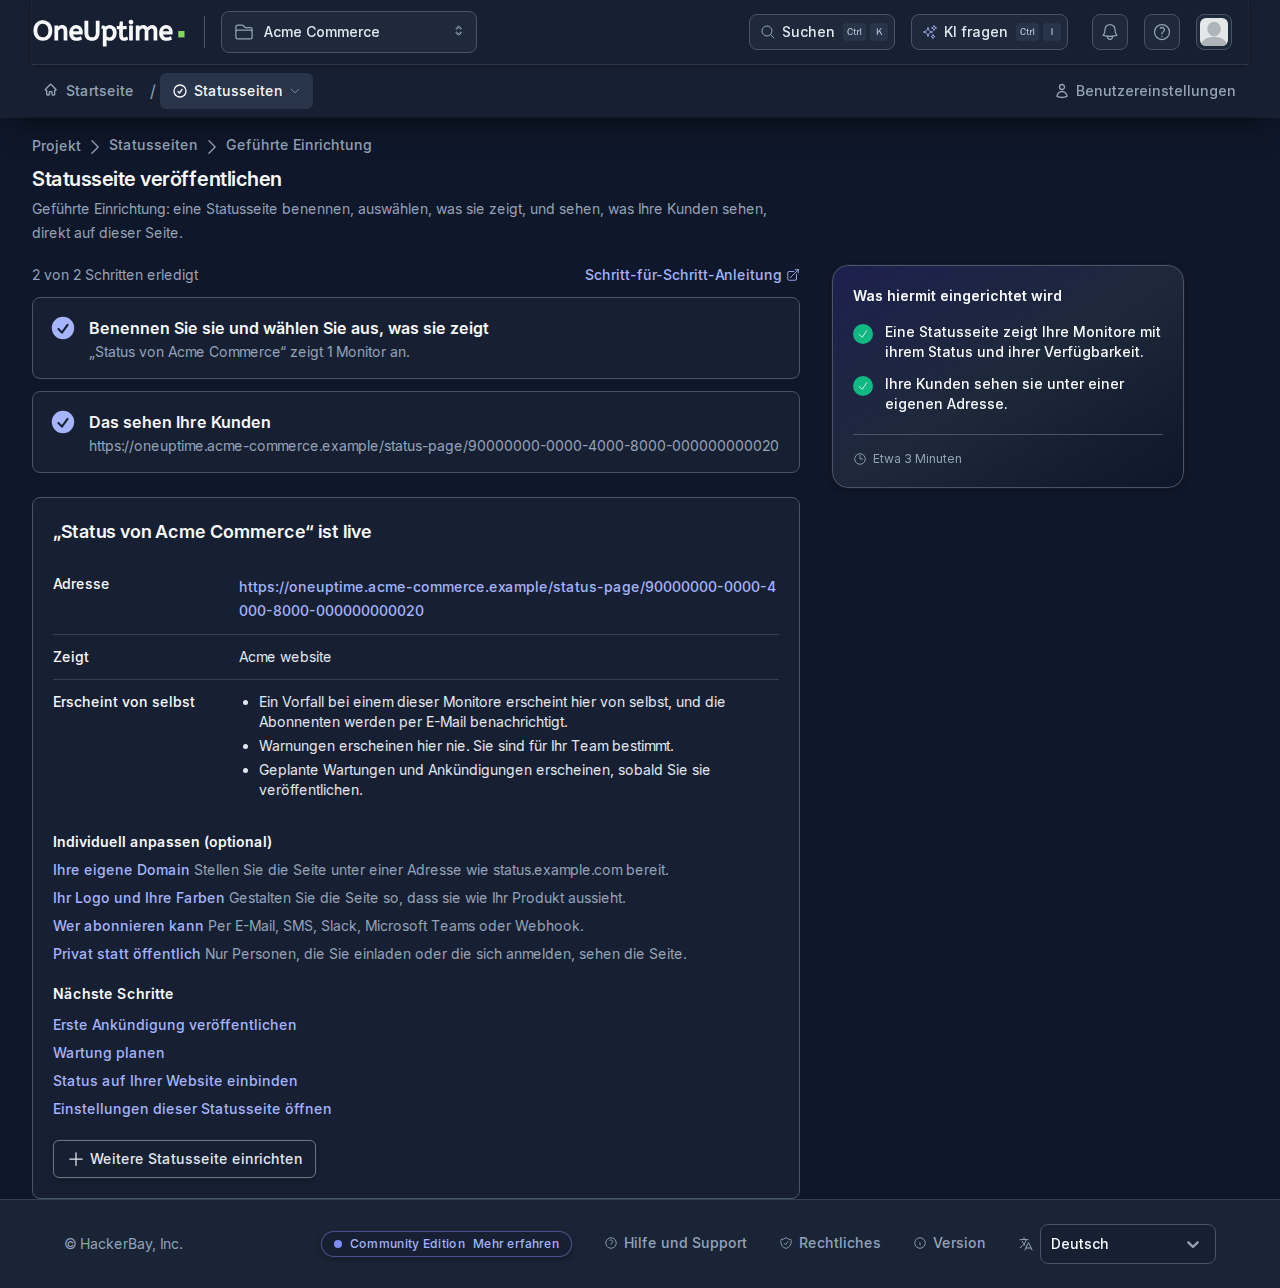 OneUptime
Acme Commerce
Suchen Ctrl K
KI fragen Ctrl I
Startseite / Statusseiten
Benutzereinstellungen
Projekt > Statusseiten > Geführte Einrichtung
Statusseite veröffentlichen
Geführte Einrichtung: eine Statusseite benennen, auswählen, was sie zeigt, und sehen, was Ihre Kunden sehen,
direkt auf dieser Seite.
2 von 2 Schritten erledigt
Schritt-für-Schritt-Anleitung
Benennen Sie sie und wählen Sie aus, was sie zeigt
„Status von Acme Commerce“ zeigt 1 Monitor an.
Das sehen Ihre Kunden
https://oneuptime.acme-commerce.example/status-page/90000000-0000-4000-8000-000000000020
Was hiermit eingerichtet wird
Eine Statusseite zeigt Ihre Monitore mit
ihrem Status und ihrer Verfügbarkeit.
Ihre Kunden sehen sie unter einer
eigenen Adresse.
Etwa 3 Minuten
„Status von Acme Commerce“ ist live
Adresse
https://oneuptime.acme-commerce.example/status-page/90000000-0000-4
000-8000-000000000020
Zeigt
Acme website
Erscheint von selbst
• Ein Vorfall bei einem dieser Monitore erscheint hier von selbst, und die
Abonnenten werden per E-Mail benachrichtigt.
• Warnungen erscheinen hier nie. Sie sind für Ihr Team bestimmt.
• Geplante Wartungen und Ankündigungen erscheinen, sobald Sie sie
veröffentlichen.
Individuell anpassen (optional)
Ihre eigene Domain Stellen Sie die Seite unter einer Adresse wie status.example.com bereit.
Ihr Logo und Ihre Farben Gestalten Sie die Seite so, dass sie wie Ihr Produkt aussieht.
Wer abonnieren kann Per E-Mail, SMS, Slack, Microsoft Teams oder Webhook.
Privat statt öffentlich Nur Personen, die Sie einladen oder die sich anmelden, sehen die Seite.
Nächste Schritte
Erste Ankündigung veröffentlichen
Wartung planen
Status auf Ihrer Website einbinden
Einstellungen dieser Statusseite öffnen
Weitere Statusseite einrichten
© HackerBay, Inc.
Community Edition Mehr erfahren
Hilfe und Support
Rechtliches
Version
Deutsch